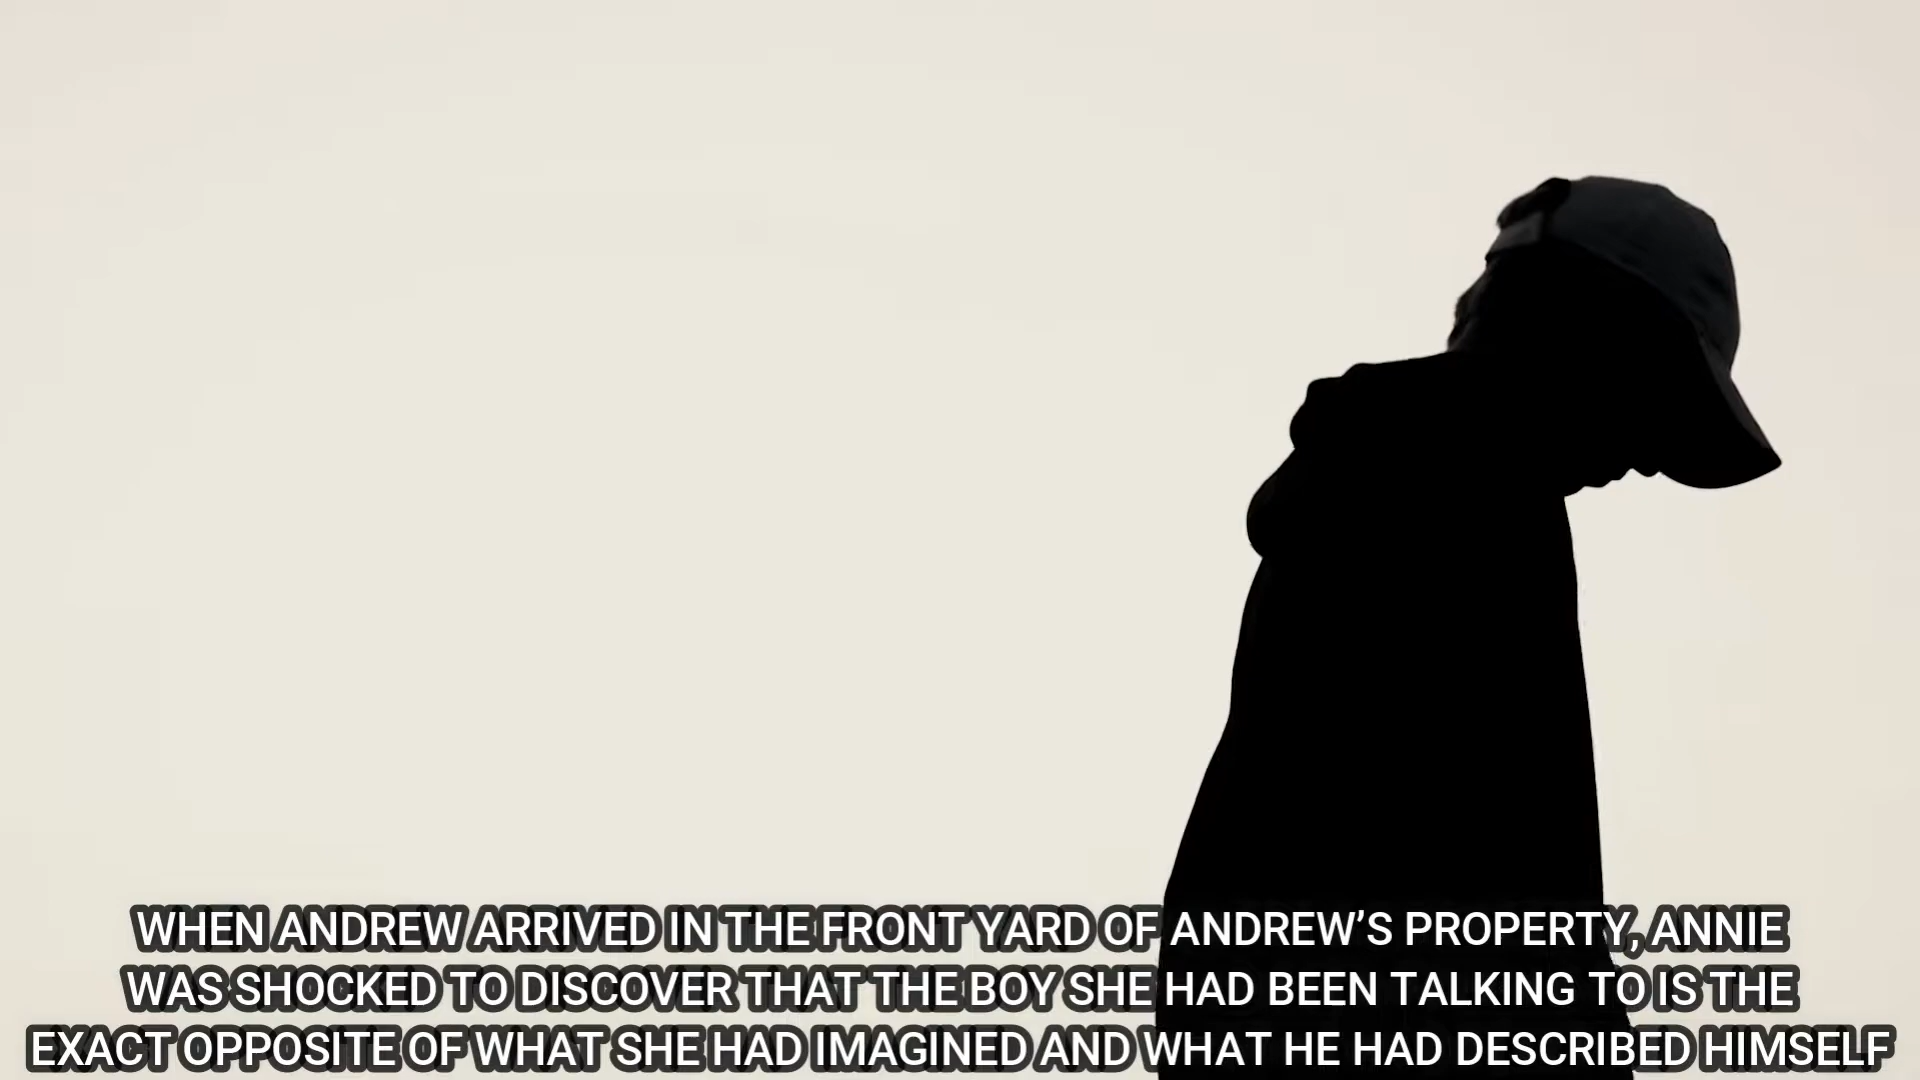 WHEN ANDREW ARRIVED IN THE FRONT YARD OF ANDREW’S PROPERTY, ANNIE
WAS SHOCKED TO DISCOVER THAT THE BOY SHE HAD BEEN TALKING TO IS THE
EXACT OPPOSITE OF WHAT SHE HAD IMAGINED AND WHAT HE HAD DESCRIBED HIMSELF